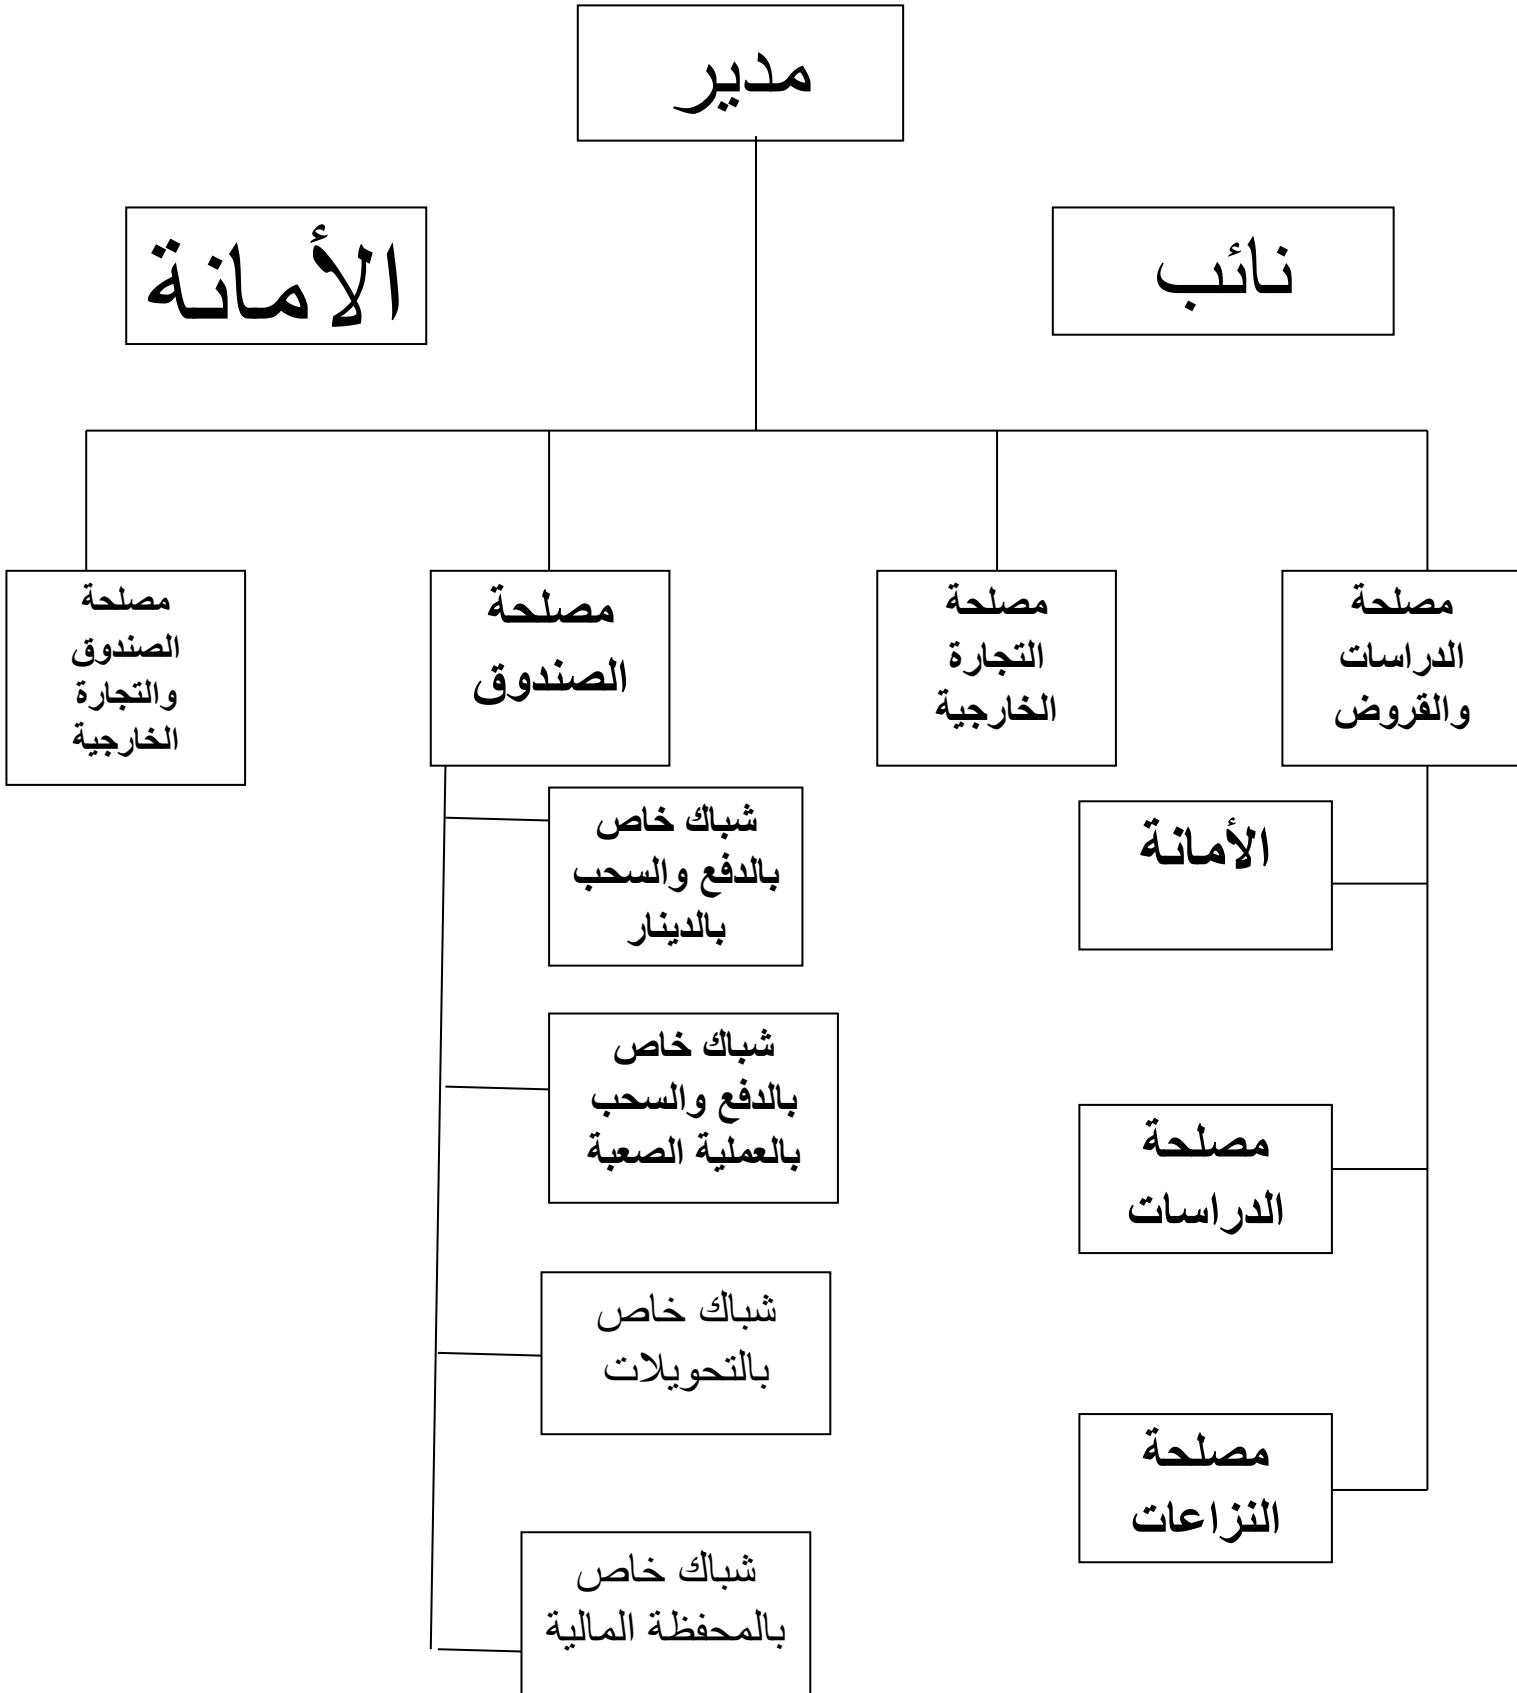 مدير
نائب
الأمانة
مصلحة
الدراسات
والقروض
مصلحة
التجارة
الخارجية
مصلحة
الصندوق
مصلحة
الصندوق
والتجارة
الخارجية
الأمانة
مصلحة
الدراسات
مصلحة
النزاعات
شباك خاص
بالدفع والسحب
بالدينار
شباك خاص
بالدفع والسحب
بالعملية الصعبة
شباك خاص
بالتحويلات
شباك خاص
بالمحفظة المالية